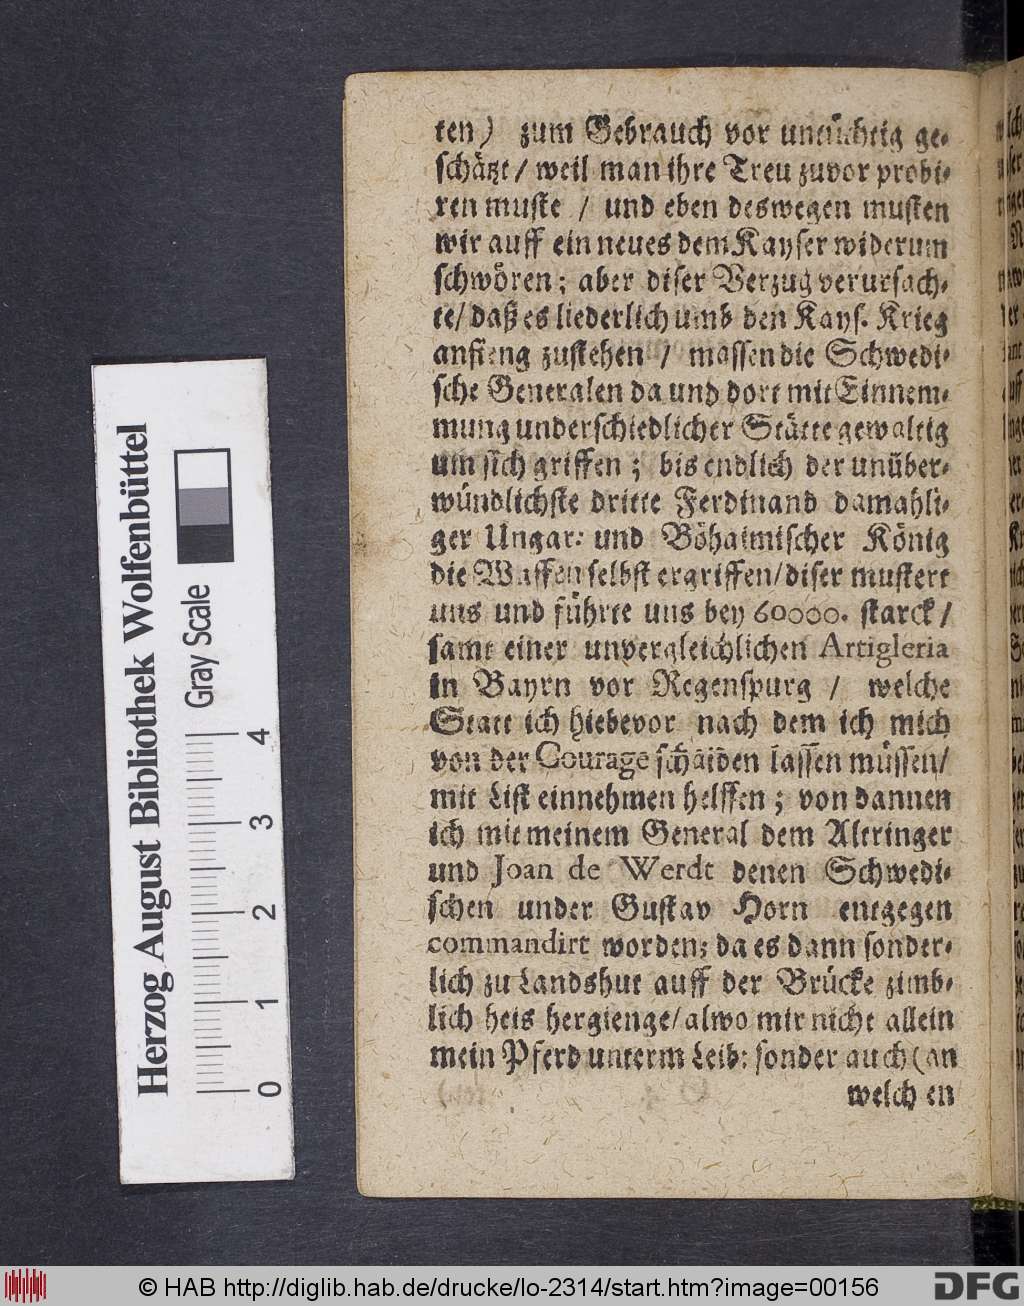 ten) zum Gebrauch vor untüchtig ge-
schätzt / weil man ihre Treu zuvor probi-
ren muste / und eben deswegen musten
wir auff ein neues dem Kayser widerum
schwören; aber diser Verzug verursach-
te/ daß es liederlich umb den Kays. Krieg
anfieng zustehen / massen die Schwedi-
sche Generalen da und dort mit Einnem-
mung underschiedlicher Stätte gewaltig
um sich griffen; bis endlich der unüber-
wündlichste dritte Ferdinand damahli-
ger Ungar: und Böhaimischer König
die Waffen selbst ergriffen/ diser mustert
uns und führte uns bey 60000. starck /
samt einer unvergleichlichen Artigleria
in Bayrn vor Regenspurg / welche
Statt ich hiebevor nach dem ich mich
von der Courage schäiden lassen müssen/
mit List einnehmen helffen; von dannen
ich mit meinem General dem Altringer
und Joan de Werdt denen Schwedi-
schen under Gustav Horn entgegen
commandirt worden; da es dann sonder-
lich zu Landshut auff der Brücke zimb-
lich heis hergienge/ alwo mir nicht allein
mein Pferd unterm Leib: sonder auch (an
welchen
Herzog August Bibliothek Wolfenbüttel
Gray Scale
0 1 2 3 4
© HAB http://diglib.hab.de/drucke/lo-2314/start.htm?image=00156
DFG